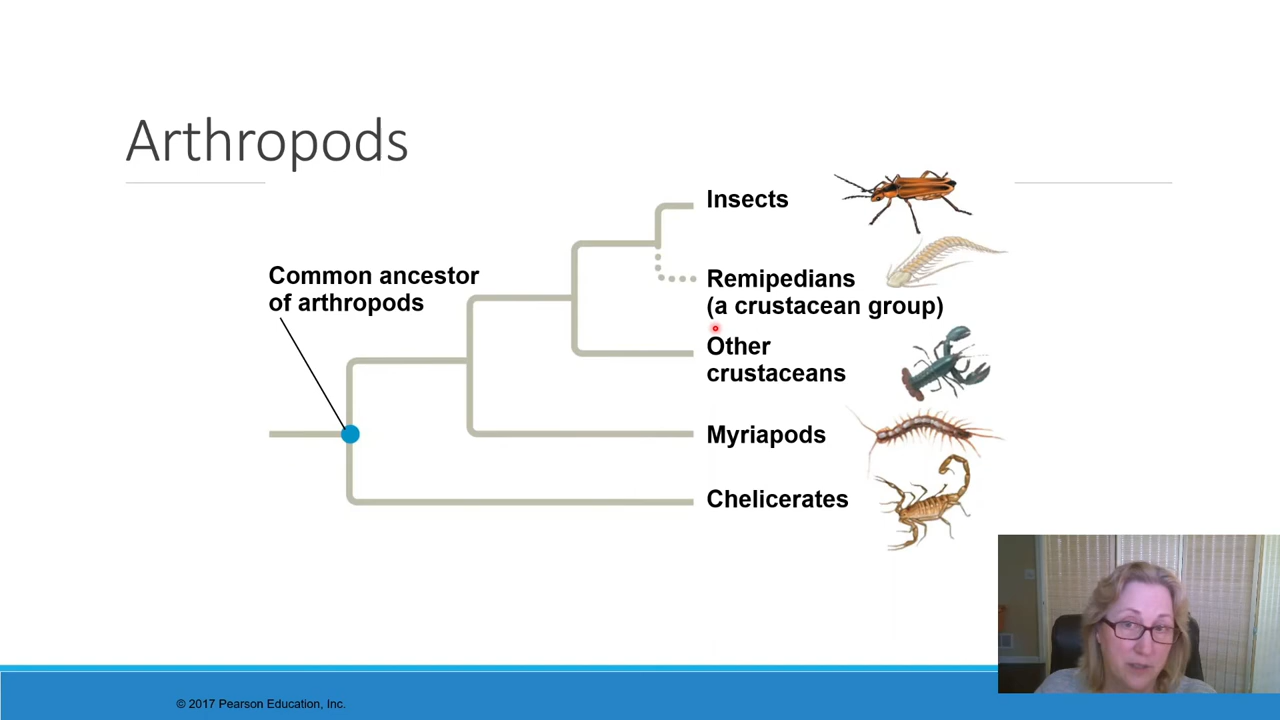 Arthropods
Insects
Common ancestor
of arthropods
Remipedians
(a crustacean group)
Other
crustaceans
Myriapods
Chelicerates
© 2017 Pearson Education, Inc.